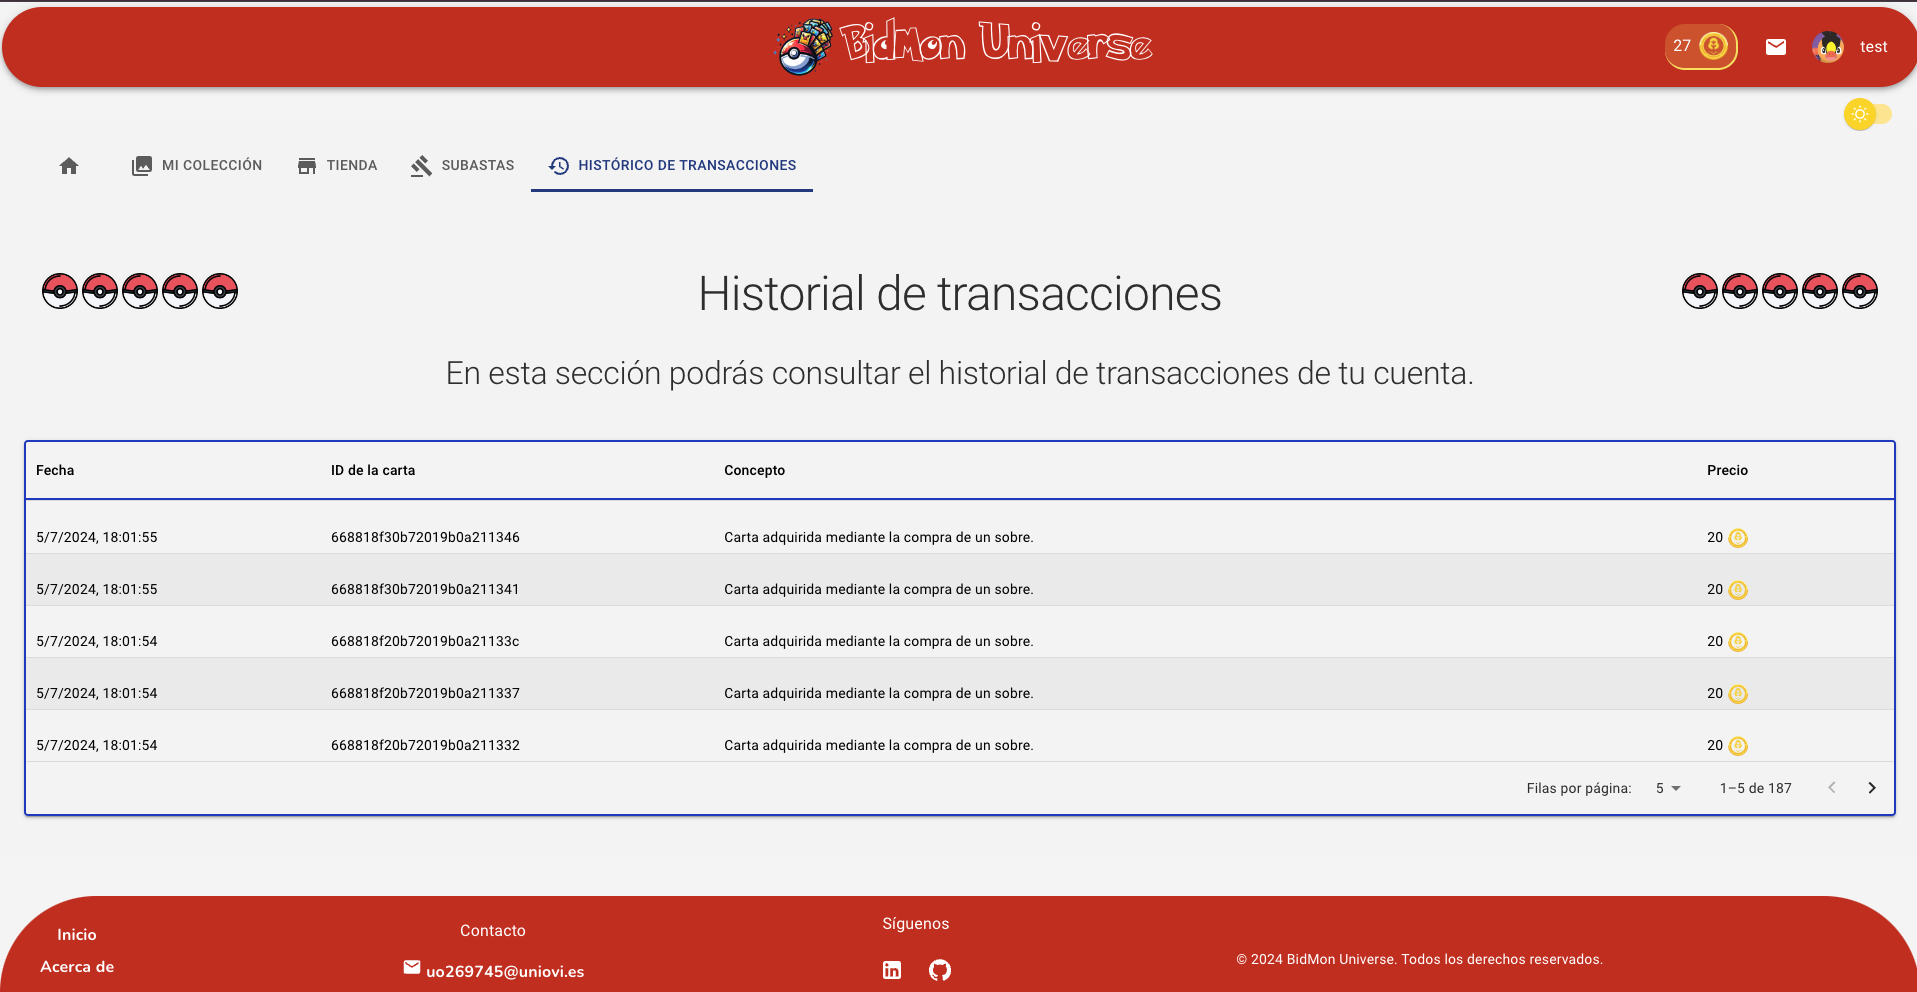 BidMon Universe
27
test
MI COLECCIÓN
TIENDA
SUBASTAS
HISTÓRICO DE TRANSACCIONES
Historial de transacciones
En esta sección podrás consultar el historial de transacciones de tu cuenta.
Fecha ID de la carta Concepto Precio
5/7/2024, 18:01:55 668818f30b72019b0a211346 Carta adquirida mediante la compra de un sobre. 20
5/7/2024, 18:01:55 668818f30b72019b0a211341 Carta adquirida mediante la compra de un sobre. 20
5/7/2024, 18:01:54 668818f20b72019b0a21133c Carta adquirida mediante la compra de un sobre. 20
5/7/2024, 18:01:54 668818f20b72019b0a211337 Carta adquirida mediante la compra de un sobre. 20
5/7/2024, 18:01:54 668818f20b72019b0a211332 Carta adquirida mediante la compra de un sobre. 20
Filas por página: 5 1–5 de 187
Inicio
Acerca de
Contacto
uo269745@uniovi.es
Síguenos
© 2024 BidMon Universe. Todos los derechos reservados.